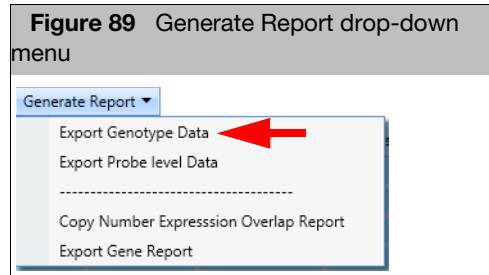 Figure 89 Generate Report drop-down
menu
Generate Report
Export Genotype Data
Export Probe level Data
-------------------------------------
Copy Number Expresssion Overlap Report
Export Gene Report